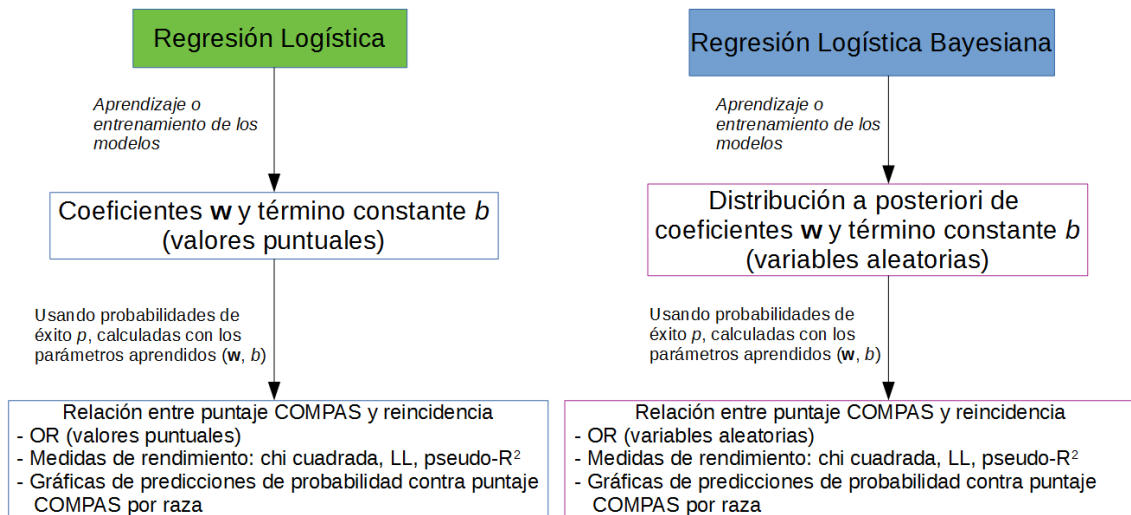 Regresión Logística
Aprendizaje o
entrenamiento de los
modelos
Coeficientes w y término constante b
(valores puntuales)
Usando probabilidades de
éxito p, calculadas con los
parámetros aprendidos (w, b)
Relación entre puntaje COMPAS y reincidencia
- OR (valores puntuales)
- Medidas de rendimiento: chi cuadrada, LL, pseudo-R²
- Gráficas de predicciones de probabilidad contra puntaje
COMPAS por raza
Regresión Logística Bayesiana
Aprendizaje o
entrenamiento de los
modelos
Distribución a posteriori de
coeficientes w y término constante b
(variables aleatorias)
Usando probabilidades de
éxito p, calculadas con los
parámetros aprendidos (w, b)
Relación entre puntaje COMPAS y reincidencia
- OR (variables aleatorias)
- Medidas de rendimiento: chi cuadrada, LL, pseudo-R²
- Gráficas de predicciones de probabilidad contra puntaje
COMPAS por raza